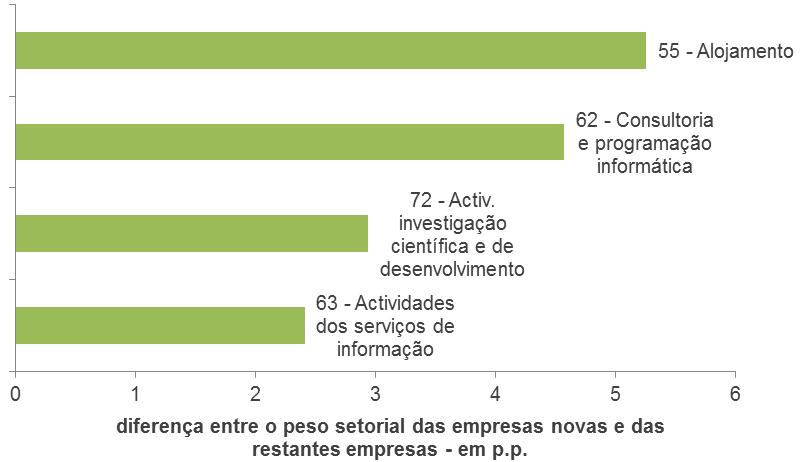 55 - Alojamento
62 - Consultoria
e programação
informática
72 - Activ.
investigação
científica e de
desenvolvimento
63 - Actividades
dos serviços de
informação
0 1 2 3 4 5 6
diferença entre o peso setorial das empresas novas e das
restantes empresas - em p.p.